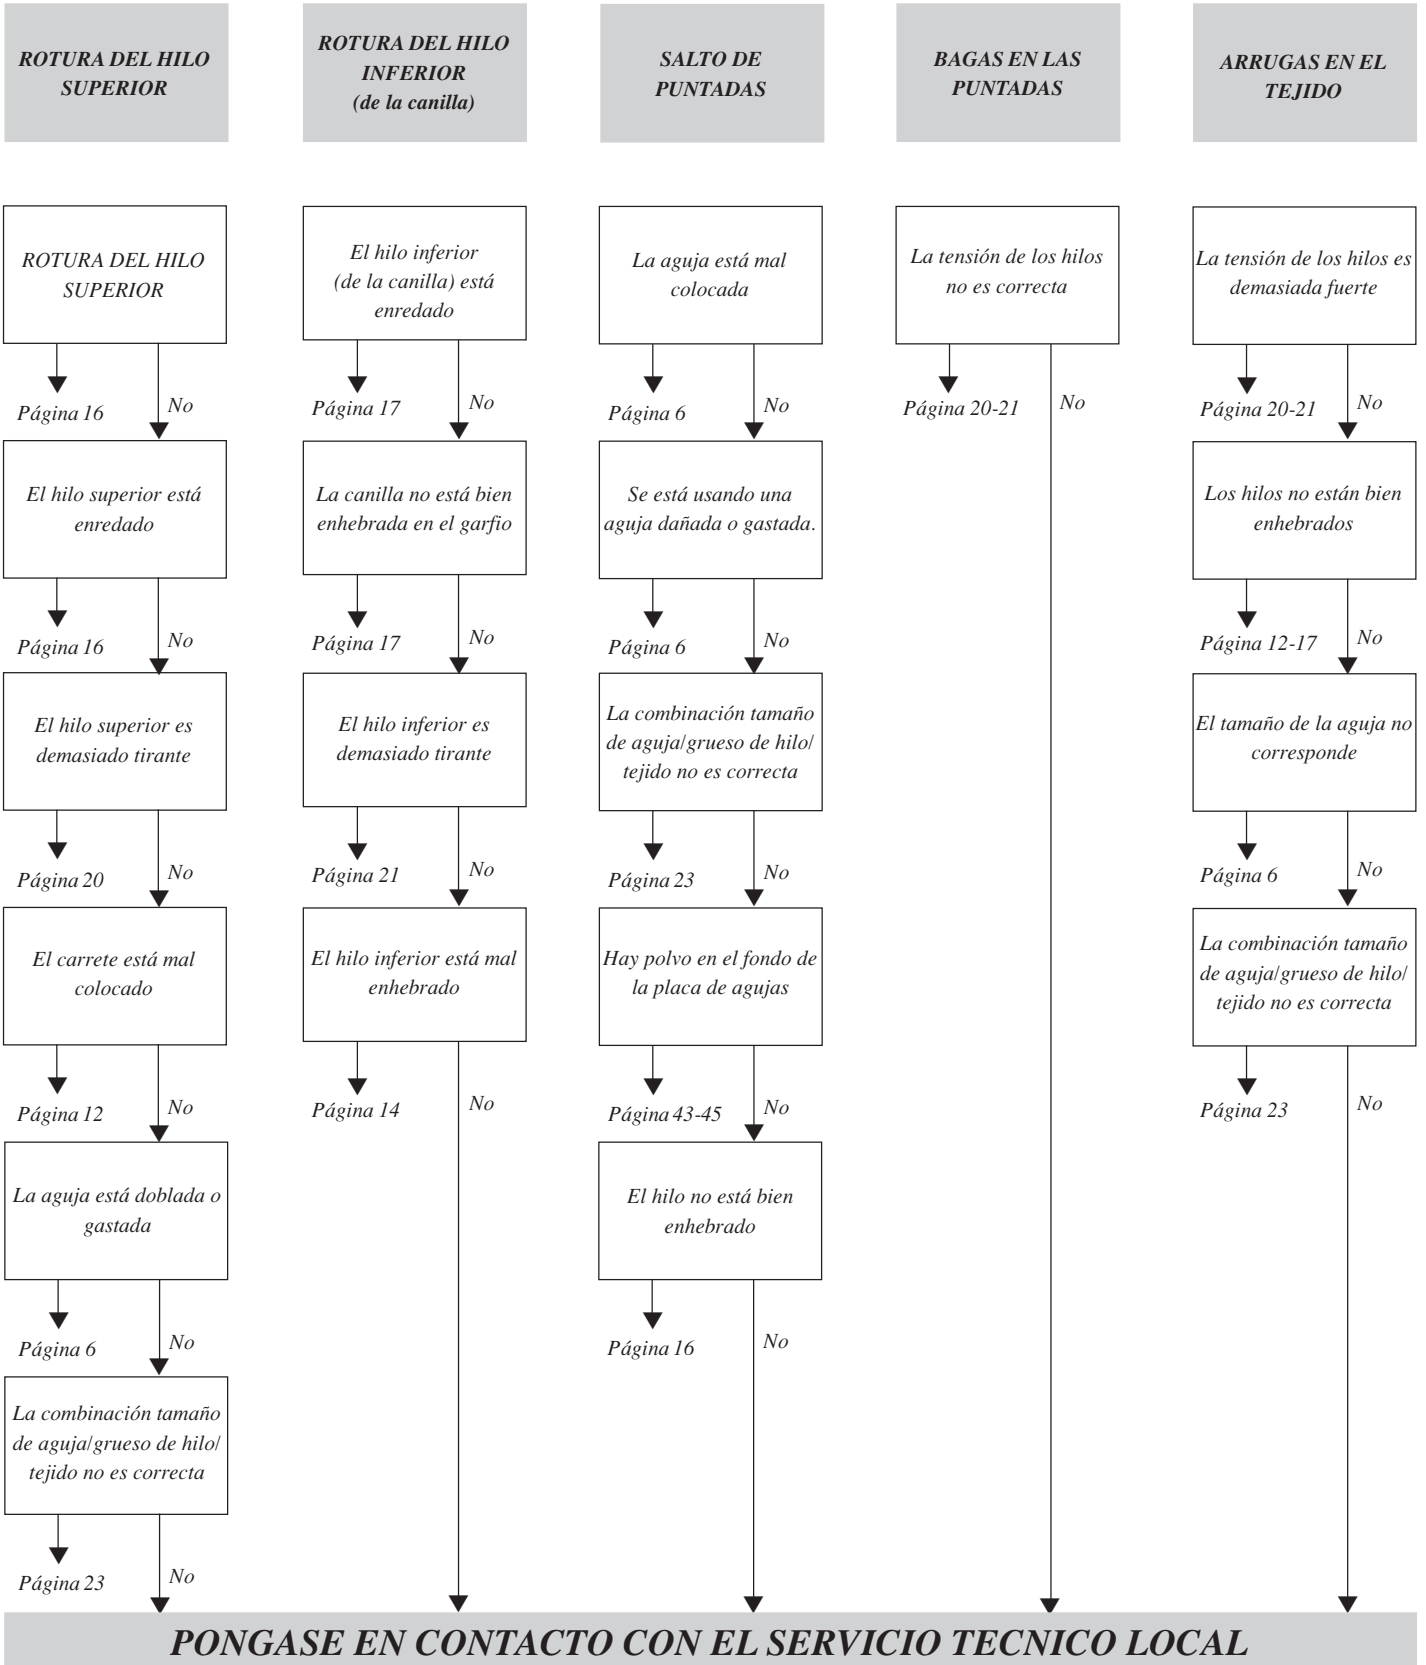 ROTURA DEL HILO
SUPERIOR
ROTURA DEL HILO
INFERIOR
(de la canilla)
SALTO DE
PUNTADAS
BAGAS EN LAS
PUNTADAS
ARRUGAS EN EL
TEJIDO
ROTURA DEL HILO
SUPERIOR
Página 16
No
El hilo superior está
enredado
Página 16
No
El hilo superior es
demasiado tirante
Página 20
No
El carrete está mal
colocado
Página 12
No
La aguja está doblada o
gastada
Página 6
No
La combinación tamaño
de aguja/grueso de hilo/
tejido no es correcta
Página 23
No
El hilo inferior
(de la canilla) está
enredado
Página 17
No
La canilla no está bien
enhebrada en el garfio
Página 17
No
El hilo inferior es
demasiado tirante
Página 21
No
El hilo inferior está mal
enhebrado
Página 14
No
La aguja está mal
colocada
Página 6
No
Se está usando una
aguja dañada o gastada.
Página 6
No
La combinación tamaño
de aguja/grueso de hilo/
tejido no es correcta
Página 23
No
Hay polvo en el fondo de
la placa de agujas
Página 43-45
No
El hilo no está bien
enhebrado
Página 16
No
La tensión de los hilos
no es correcta
Página 20-21
No
La tensión de los hilos es
demasiada fuerte
Página 20-21
No
Los hilos no están bien
enhebrados
Página 12-17
No
El tamaño de la aguja no
corresponde
Página 6
No
La combinación tamaño
de aguja/grueso de hilo/
tejido no es correcta
Página 23
No
PONGASE EN CONTACTO CON EL SERVICIO TECNICO LOCAL